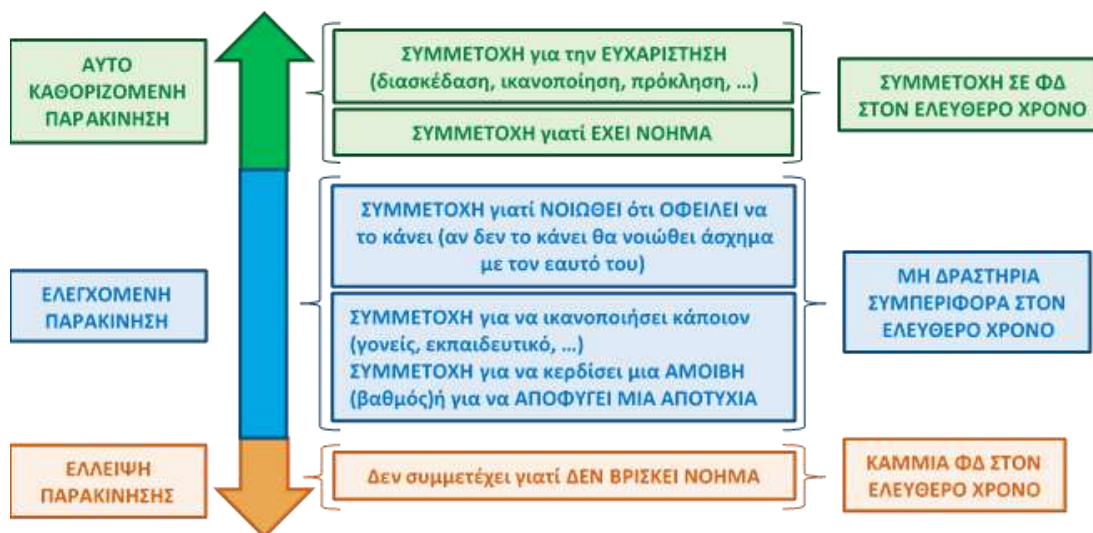 ΑΥΤΟ
ΚΑΘΟΡΙΖΟΜΕΝΗ
ΠΑΡΑΚΙΝΗΣΗ
ΣΥΜΜΕΤΟΧΗ για την ΕΥΧΑΡΙΣΤΗΣΗ
(διασκέδαση, ικανοποίηση, πρόκληση, ...)
ΣΥΜΜΕΤΟΧΗ γιατί ΕΧΕΙ ΝΟΗΜΑ
ΣΥΜΜΕΤΟΧΗ ΣΕ ΦΔ
ΣΤΟΝ ΕΛΕΥΘΕΡΟ ΧΡΟΝΟ
ΕΛΕΓΧΟΜΕΝΗ
ΠΑΡΑΚΙΝΗΣΗ
ΣΥΜΜΕΤΟΧΗ γιατί ΝΟΙΩΘΕΙ ότι ΟΦΕΙΛΕΙ να
το κάνει (αν δεν το κάνει θα νοιώθει άσχημα
με τον εαυτό του)
ΣΥΜΜΕΤΟΧΗ για να ικανοποιήσει κάποιον
(γονείς, εκπαιδευτικό, ...)
ΣΥΜΜΕΤΟΧΗ για να κερδίσει μια ΑΜΟΙΒΗ
(βαθμός)ή για να ΑΠΟΦΥΓΕΙ ΜΙΑ ΑΠΟΤΥΧΙΑ
ΜΗ ΔΡΑΣΤΗΡΙΑ
ΣΥΜΠΕΡΙΦΟΡΑ ΣΤΟΝ
ΕΛΕΥΘΕΡΟ ΧΡΟΝΟ
ΕΛΛΕΙΨΗ
ΠΑΡΑΚΙΝΗΣΗΣ
Δεν συμμετέχει γιατί ΔΕΝ ΒΡΙΣΚΕΙ ΝΟΗΜΑ
ΚΑΜΜΙΑ ΦΔ ΣΤΟΝ
ΕΛΕΥΘΕΡΟ ΧΡΟΝΟ